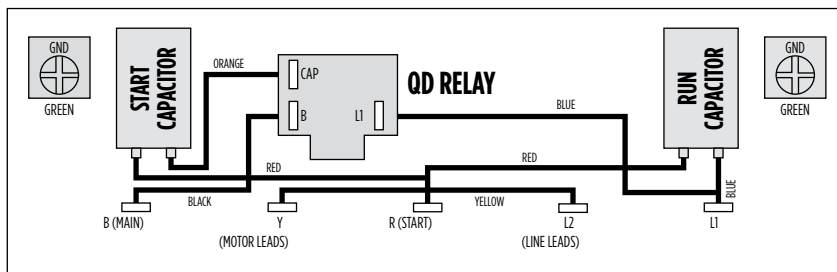 GND
GREEN
START
CAPACITOR
ORANGE
CAP
B
L1
QD RELAY
BLUE
RUN
CAPACITOR
GND
GREEN
RED
RED
BLACK
YELLOW
BLUE
B (MAIN)
Y
R (START)
L2
L1
(MOTOR LEADS)
(LINE LEADS)